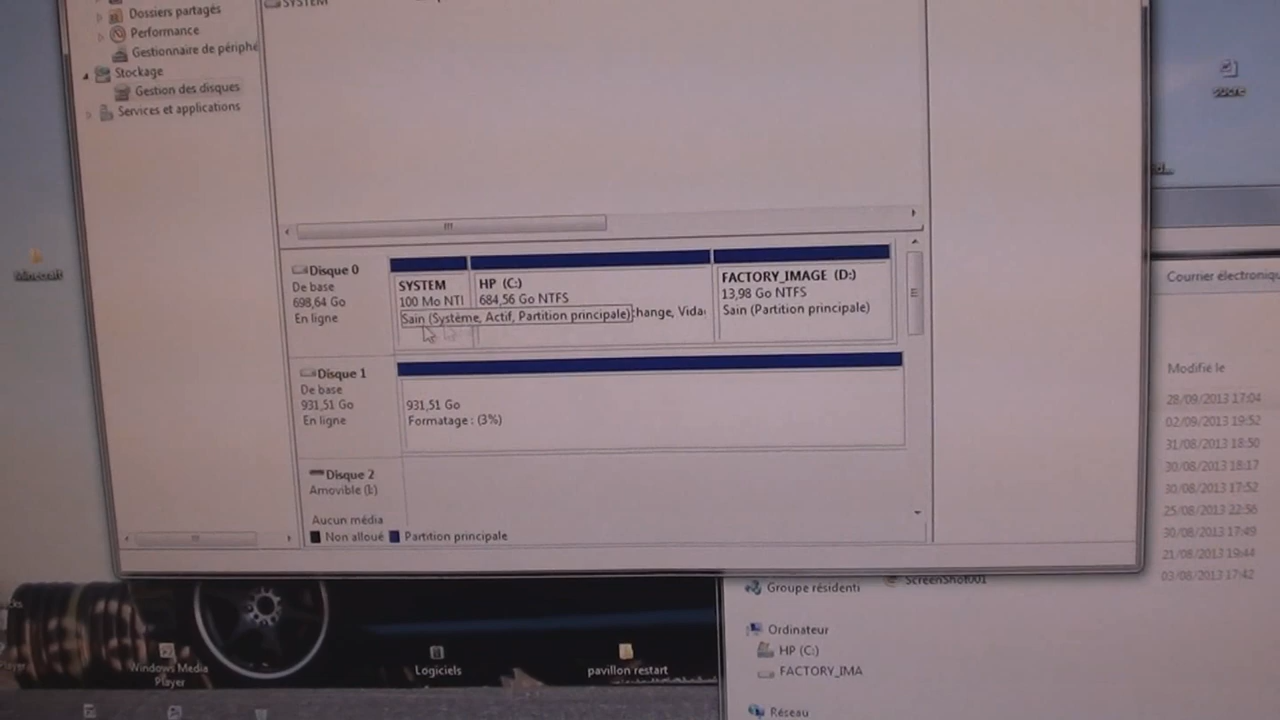 SYSTEM
Dossiers partagés
Performance
Gestionnaire de périphé
Stockage
Gestion des disques
Services et applications
sucre
Minecraft
Disque 0
De base
698,64 Go
En ligne
SYSTEM
100 Mo NTI
HP (C:)
684,56 Go NTFS
Sain (Système, Actif, Partition principale)
hange, Vida
FACTORY_IMAGE (D:)
13,98 Go NTFS
Sain (Partition principale)
Disque 1
De base
931,51 Go
En ligne
931,51 Go
Formatage : (3%)
Disque 2
Amovible (I:)
Aucun média
Non alloué
Partition principale
Courrier électroniqu
Modifié le
28/09/2013 17:04
02/09/2013 19:52
31/08/2013 18:50
30/08/2013 18:17
30/08/2013 17:52
25/08/2013 22:58
30/08/2013 17:49
21/08/2013 19:44
03/08/2013 17:42
Groupe résidenti
ScreenShot001
Ordinateur
HP (C:)
FACTORY_IMA
Réseau
Windows Media
Player
Logiciels
pavillon restart